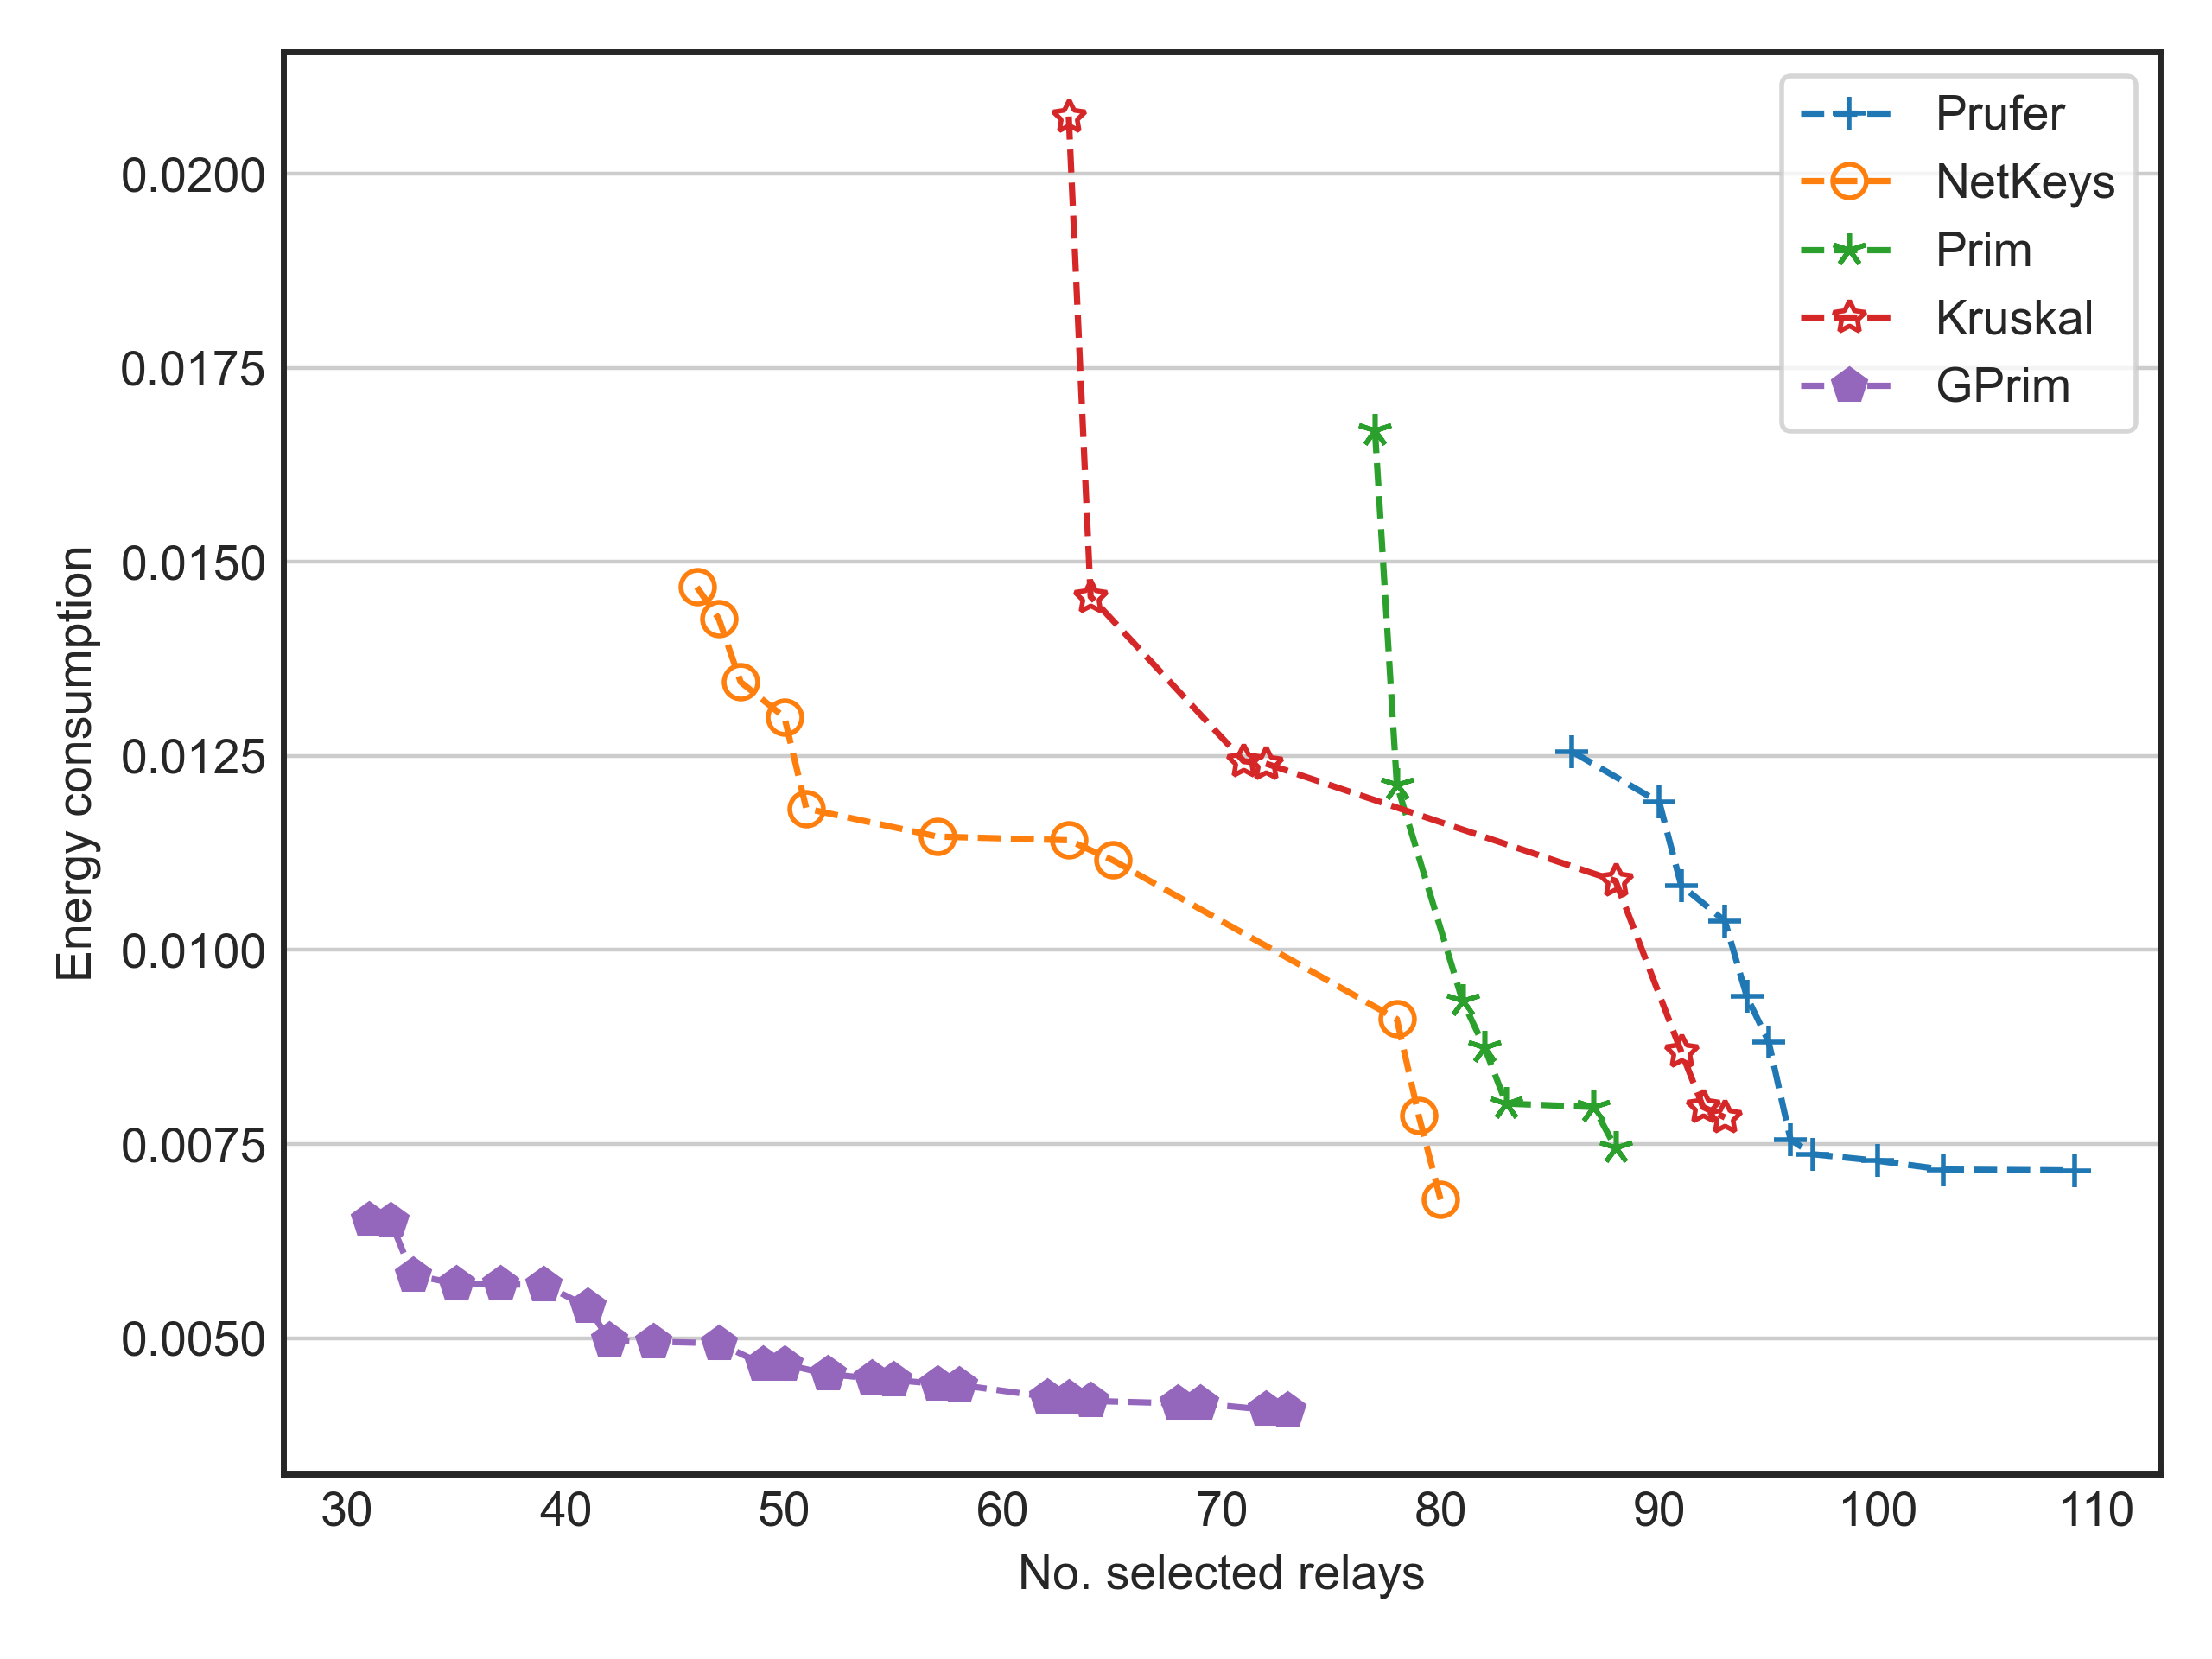 Prufer
NetKeys
Prim
Kruskal
GPrim
Energy consumption
0.0200
0.0175
0.0150
0.0125
0.0100
0.0075
0.0050
30 40 50 60 70 80 90 100 110
No. selected relays